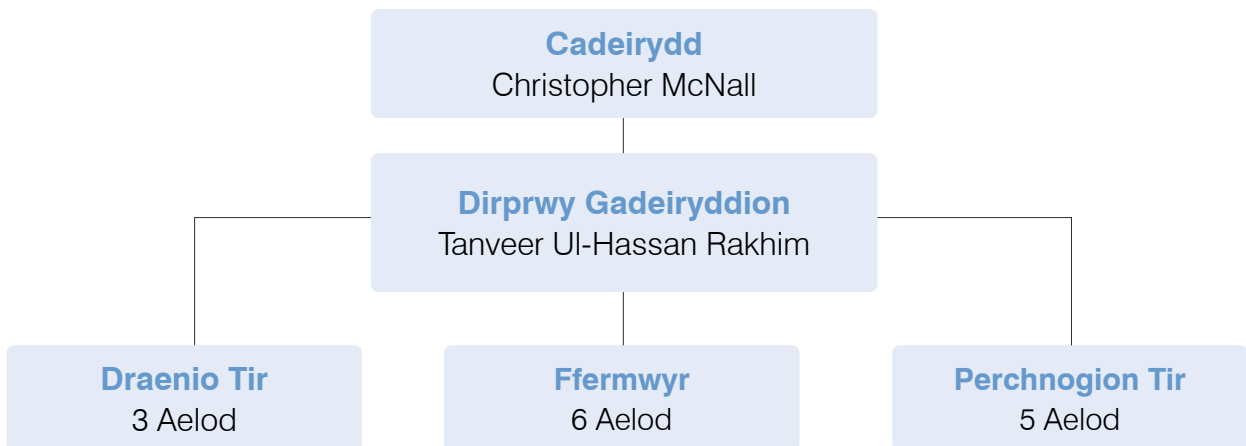 Cadeirydd
Christopher McNall
Dirprwy Gadeiryddion
Tanveer Ul-Hassan Rakhim
Draenio Tir
3 Aelod
Ffermwyr
6 Aelod
Perchnogion Tir
5 Aelod